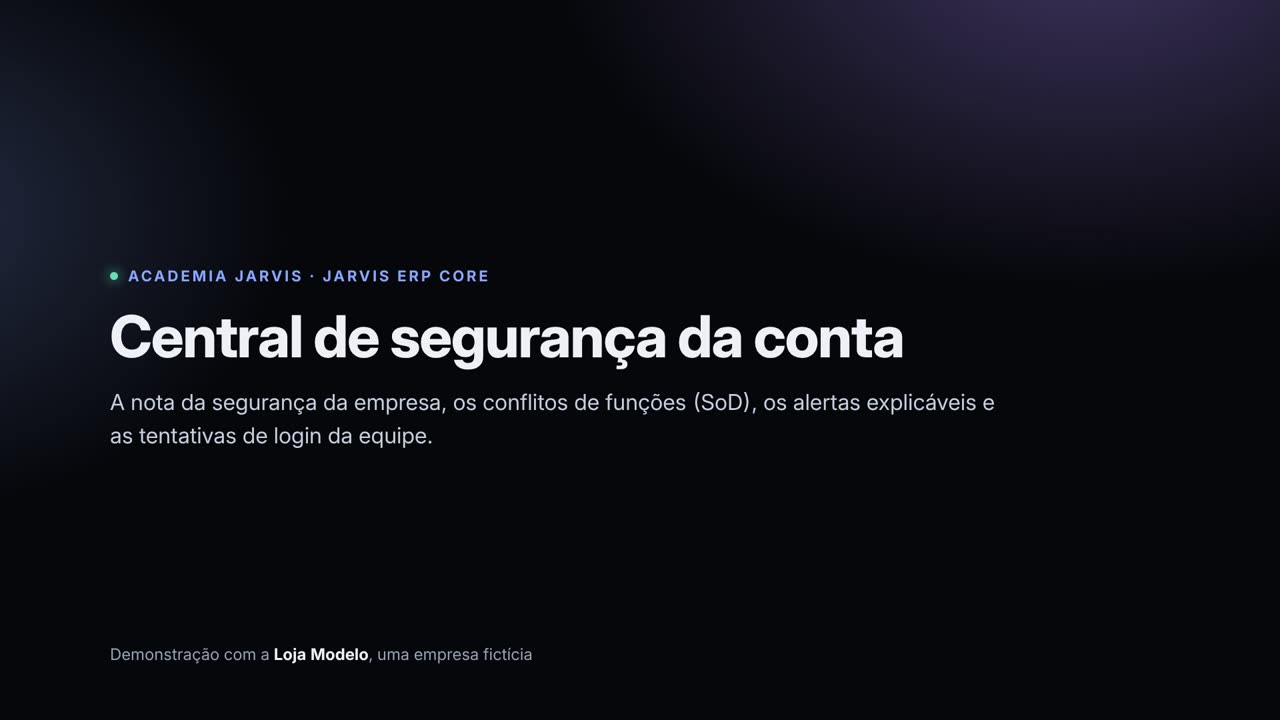 ACADEMIA JARVIS · JARVIS ERP CORE
Central de segurança da conta
A nota da segurança da empresa, os conflitos de funções (SoD), os alertas explicáveis e
as tentativas de login da equipe.
Demonstração com a Loja Modelo, uma empresa fictícia